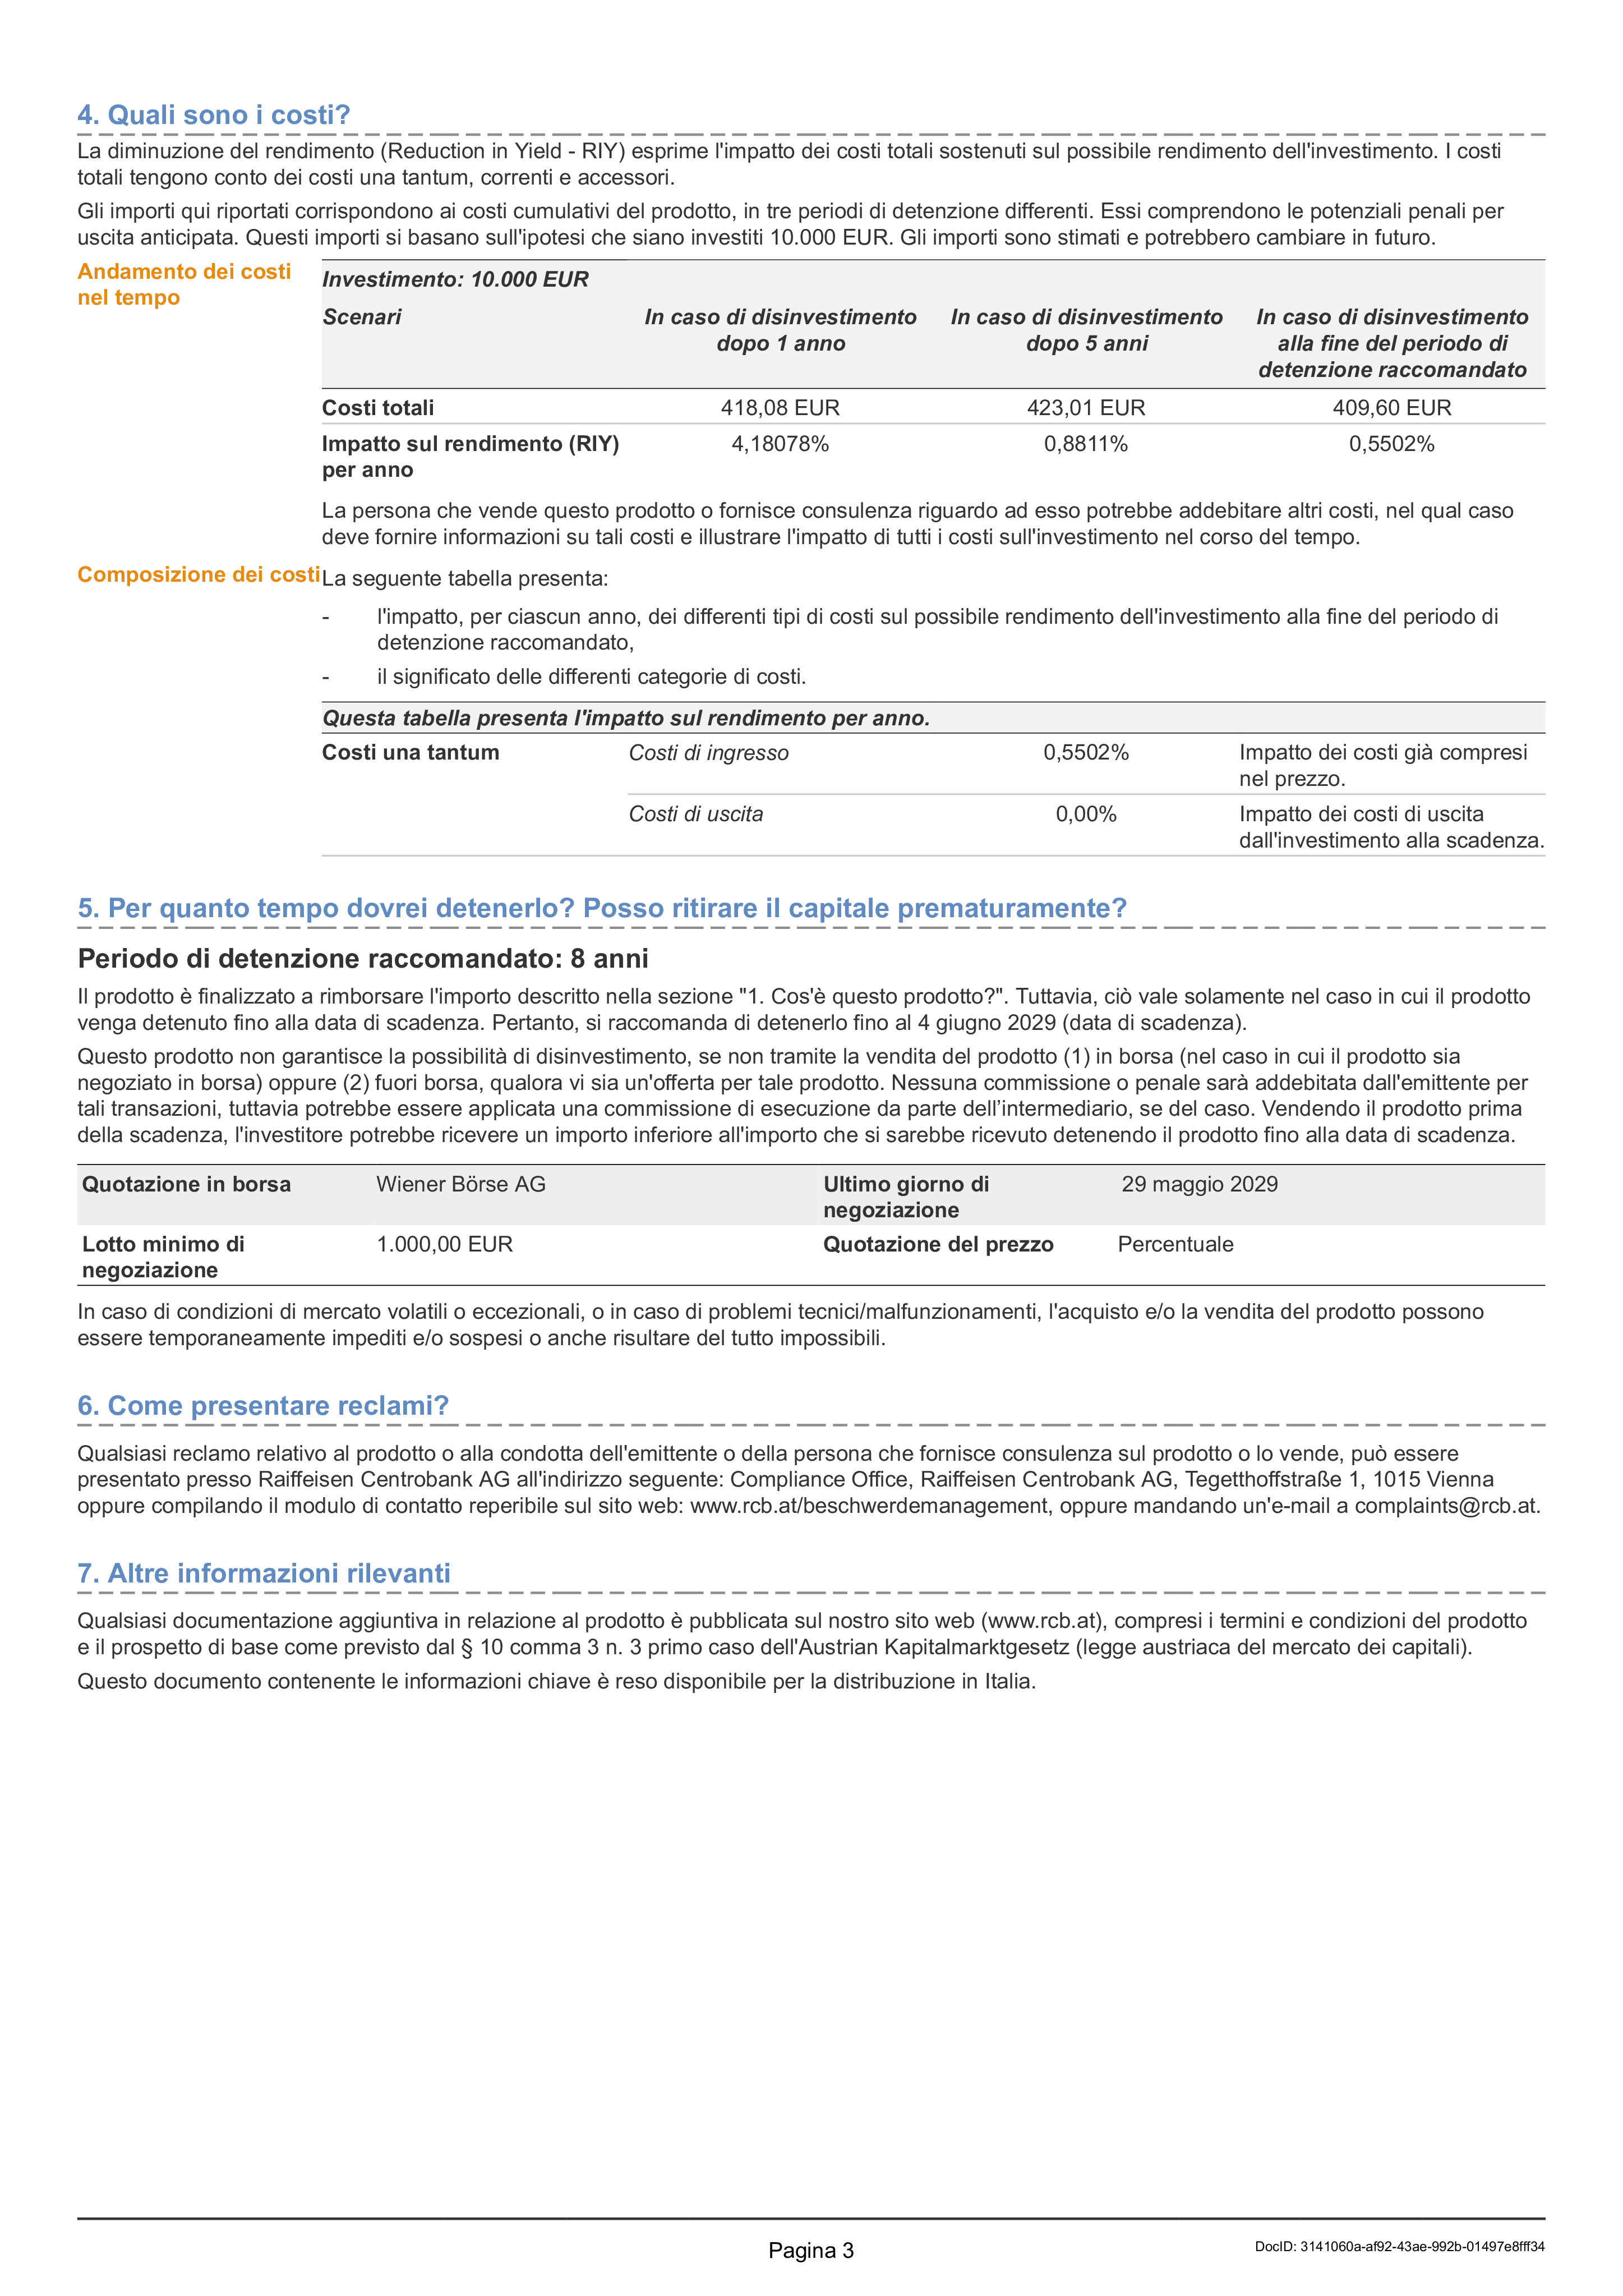 4. Quali sono i costi?
La diminuzione del rendimento (Reduction in Yield - RIY) esprime l'impatto dei costi totali sostenuti sul possibile rendimento dell'investimento. I costi
totali tengono conto dei costi una tantum, correnti e accessori.
Gli importi qui riportati corrispondono ai costi cumulativi del prodotto, in tre periodi di detenzione differenti. Essi comprendono le potenziali penali per
uscita anticipata. Questi importi si basano sull'ipotesi che siano investiti 10.000 EUR. Gli importi sono stimati e potrebbero cambiare in futuro.
Andamento dei costi
nel tempo
Investimento: 10.000 EUR
Scenari
In caso di disinvestimento
dopo 1 anno
In caso di disinvestimento
dopo 5 anni
In caso di disinvestimento
alla fine del periodo di
detenzione raccomandato
Costi totali 418,08 EUR 423,01 EUR 409,60 EUR
Impatto sul rendimento (RIY) 4,18078% 0,8811% 0,5502%
per anno
La persona che vende questo prodotto o fornisce consulenza riguardo ad esso potrebbe addebitare altri costi, nel qual caso
deve fornire informazioni su tali costi e illustrare l'impatto di tutti i costi sull'investimento nel corso del tempo.
Composizione dei costi La seguente tabella presenta:
- l'impatto, per ciascun anno, dei differenti tipi di costi sul possibile rendimento dell'investimento alla fine del periodo di
detenzione raccomandato,
- il significato delle differenti categorie di costi.
Questa tabella presenta l'impatto sul rendimento per anno.
Costi una tantum Costi di ingresso 0,5502% Impatto dei costi già compresi
nel prezzo.
Costi di uscita 0,00% Impatto dei costi di uscita
dall'investimento alla scadenza.
5. Per quanto tempo dovrei detenerlo? Posso ritirare il capitale prematuramente?
Periodo di detenzione raccomandato: 8 anni
Il prodotto è finalizzato a rimborsare l'importo descritto nella sezione "1. Cos'è questo prodotto?". Tuttavia, ciò vale solamente nel caso in cui il prodotto
venga detenuto fino alla data di scadenza. Pertanto, si raccomanda di detenerlo fino al 4 giugno 2029 (data di scadenza).
Questo prodotto non garantisce la possibilità di disinvestimento, se non tramite la vendita del prodotto (1) in borsa (nel caso in cui il prodotto sia
negoziato in borsa) oppure (2) fuori borsa, qualora vi sia un'offerta per tale prodotto. Nessuna commissione o penale sarà addebitata dall'emittente per
tali transazioni, tuttavia potrebbe essere applicata una commissione di esecuzione da parte dell’intermediario, se del caso. Vendendo il prodotto prima
della scadenza, l'investitore potrebbe ricevere un importo inferiore all'importo che si sarebbe ricevuto detenendo il prodotto fino alla data di scadenza.
Quotazione in borsa Wiener Börse AG
Ultimo giorno di 29 maggio 2029
negoziazione
Lotto minimo di 1.000,00 EUR
negoziazione
Quotazione del prezzo Percentuale
In caso di condizioni di mercato volatili o eccezionali, o in caso di problemi tecnici/malfunzionamenti, l'acquisto e/o la vendita del prodotto possono
essere temporaneamente impediti e/o sospesi o anche risultare del tutto impossibili.
6. Come presentare reclami?
Qualsiasi reclamo relativo al prodotto o alla condotta dell'emittente o della persona che fornisce consulenza sul prodotto o lo vende, può essere
presentato presso Raiffeisen Centrobank AG all'indirizzo seguente: Compliance Office, Raiffeisen Centrobank AG, Tegetthoffstraße 1, 1015 Vienna
oppure compilando il modulo di contatto reperibile sul sito web: www.rcb.at/beschwerdemanagement, oppure mandando un'e-mail a complaints@rcb.at.
7. Altre informazioni rilevanti
Qualsiasi documentazione aggiuntiva in relazione al prodotto è pubblicata sul nostro sito web (www.rcb.at), compresi i termini e condizioni del prodotto
e il prospetto di base come previsto dal § 10 comma 3 n. 3 primo caso dell'Austrian Kapitalmarktgesetz (legge austriaca del mercato dei capitali).
Questo documento contenente le informazioni chiave è reso disponibile per la distribuzione in Italia.
Pagina 3
DocID: 3141060a-af92-43ae-992b-01497e8fff34